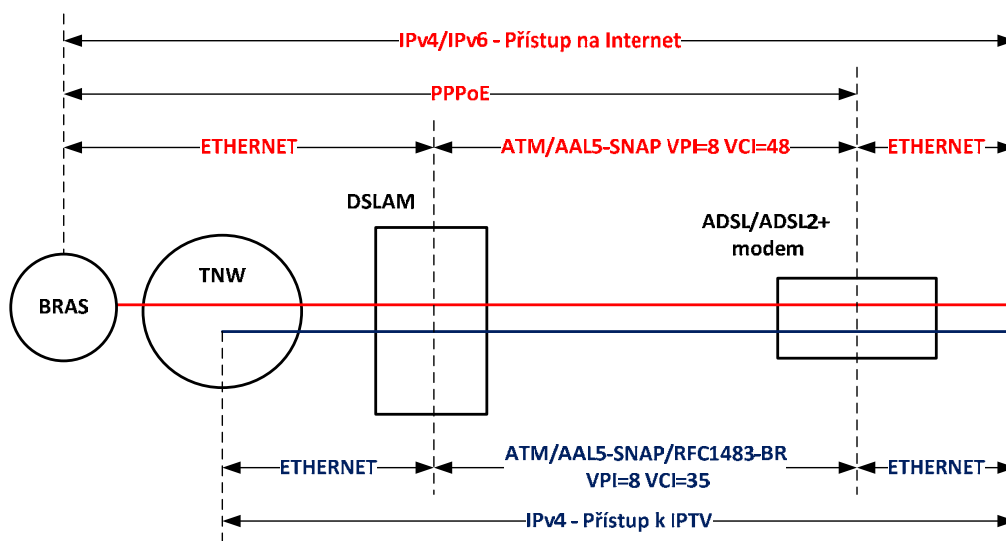 IPv4/IPv6 - Přístup na Internet
PPPoE
ETHERNET
ATM/AAL5-SNAP VPI=8 VCI=48
ETHERNET
DSLAM
ADSL/ADSL2+
modem
TNW
BRAS
ETHERNET
ATM/AAL5-SNAP/RFC1483-BR
VPI=8 VCI=35
ETHERNET
IPv4 - Přístup k IPTV